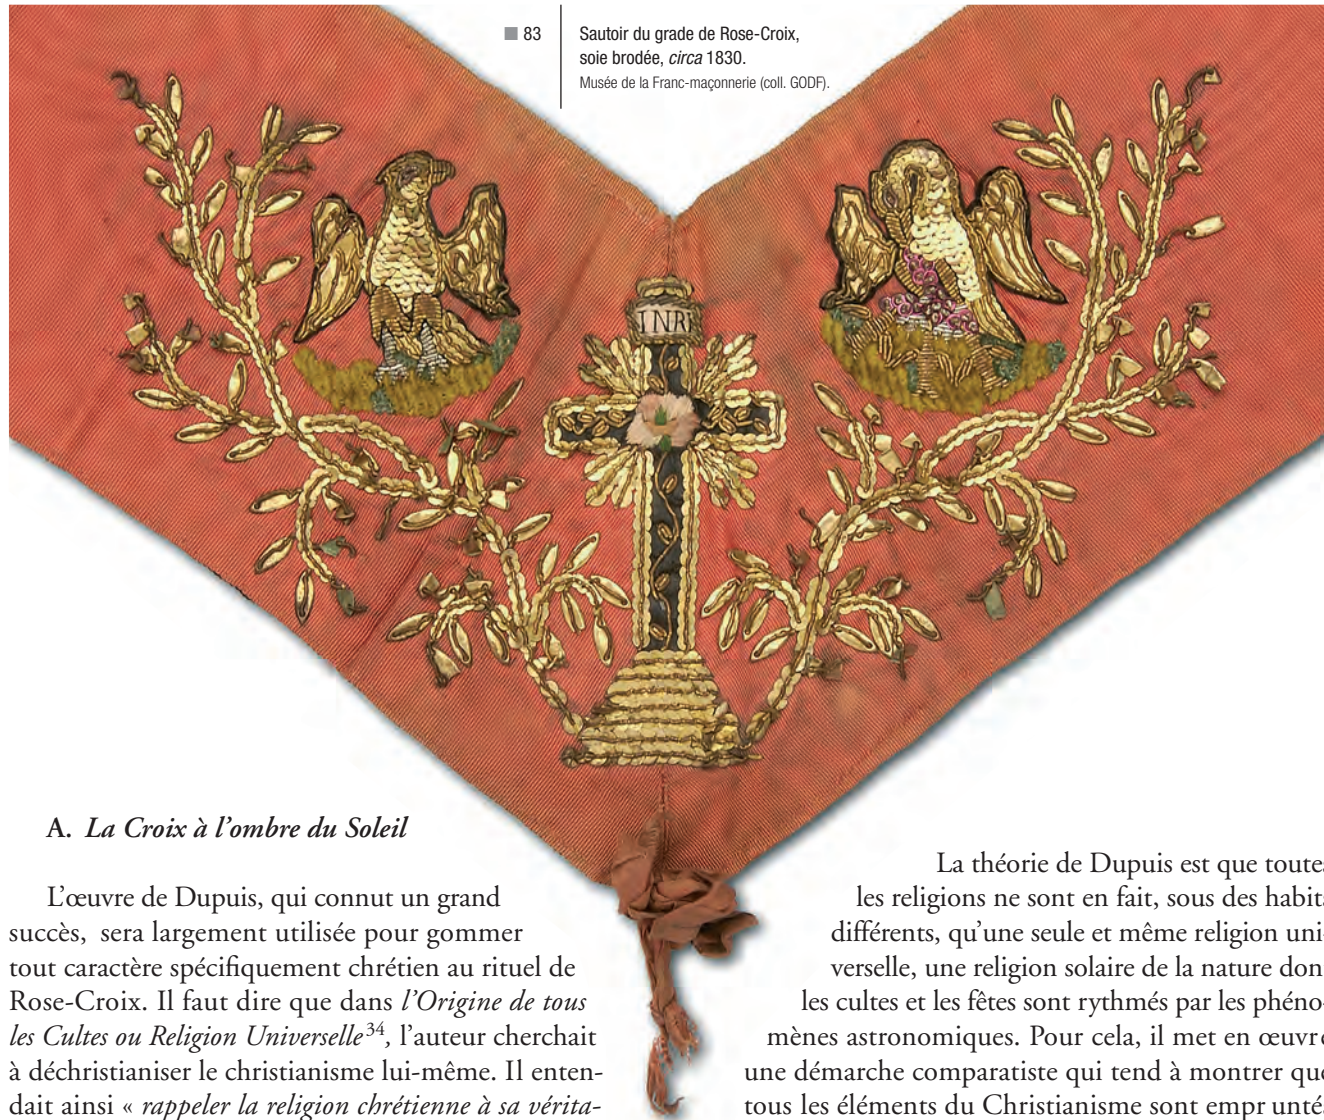 ■ 83
Sautoir du grade de Rose-Croix,
soie brodée, circa 1830.
Musée de la Franc-maçonnerie (coll. GODF).
INRI
A. La Croix à l’ombre du Soleil
L’œuvre de Dupuis, qui connut un grand
succès, sera largement utilisée pour gommer
tout caractère spécifiquement chrétien au rituel de
Rose-Croix. Il faut dire que dans l’Origine de tous
les Cultes ou Religion Universelle³⁴, l’auteur cherchait
à déchristianiser le christianisme lui-même. Il enten-
dait ainsi « rappeler la religion chrétienne à sa vérita-
La théorie de Dupuis est que toute
les religions ne sont en fait, sous des habit
différents, qu’une seule et même religion uni-
verselle, une religion solaire de la nature don
les cultes et les fêtes sont rythmés par les phéno-
mènes astronomiques. Pour cela, il met en œuvre
une démarche comparatiste qui tend à montrer que
tous les éléments du Christianisme sont empr unté